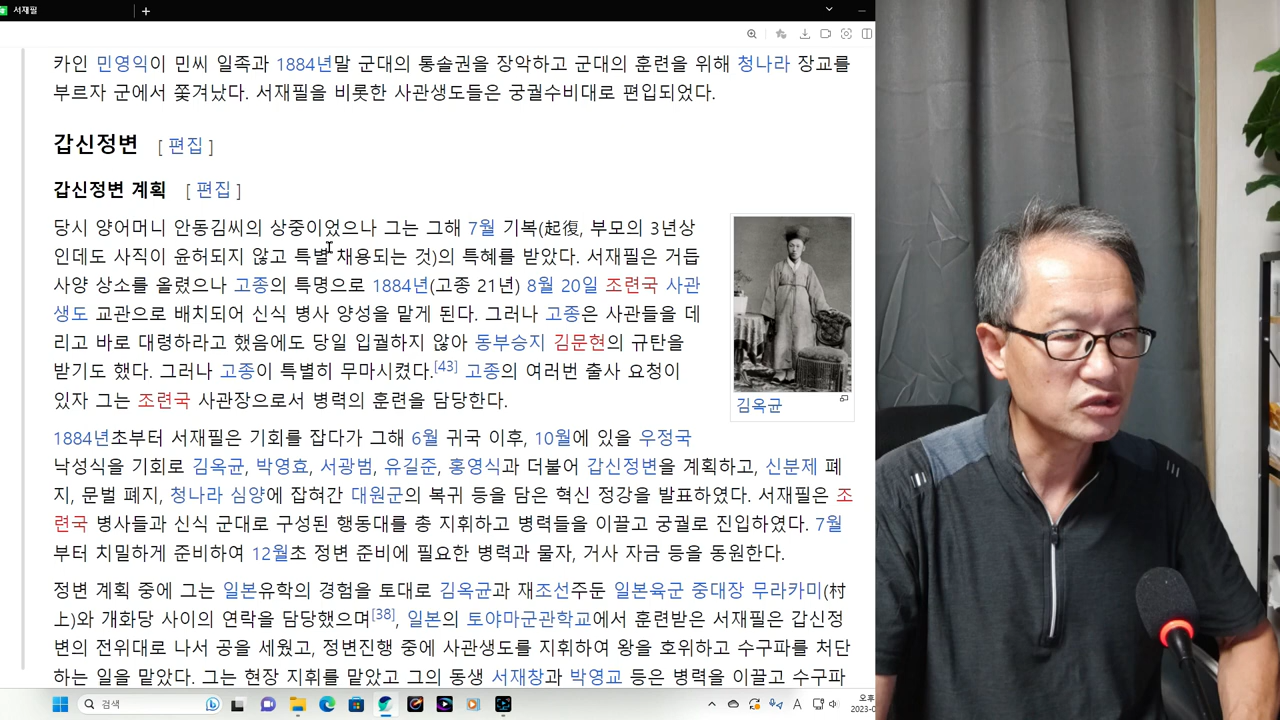 서재필
카인 민영익이 민씨 일족과 1884년말 군대의 통솔권을 장악하고 군대의 훈련을 위해 청나라 장교를
부르자 군에서 쫓겨났다. 서재필을 비롯한 사관생도들은 궁궐수비대로 편입되었다.
갑신정변 [ 편집 ]
갑신정변 계획 [ 편집 ]
당시 양어머니 안동김씨의 상중이었으나 그는 그해 7월 기복(起復, 부모의 3년상
인데도 사직이 윤허되지 않고 특별 채용되는 것)의 특혜를 받았다. 서재필은 거듭
사양 상소를 올렸으나 고종의 특명으로 1884년(고종 21년) 8월 20일 조련국 사관
생도 교관으로 배치되어 신식 병사 양성을 맡게 된다. 그러나 고종은 사관들을 데
리고 바로 대령하라고 했음에도 당일 입궐하지 않아 동부승지 김문현의 규탄을
받기도 했다. 그러나 고종이 특별히 무마시켰다.[43] 고종의 여러번 출사 요청이
있자 그는 조련국 사관장으로서 병력의 훈련을 담당한다.
김옥균
1884년초부터 서재필은 기회를 잡다가 그해 6월 귀국 이후, 10월에 있을 우정국
낙성식을 기회로 김옥균, 박영효, 서광범, 유길준, 홍영식과 더불어 갑신정변을 계획하고, 신분제 폐
지, 문벌 폐지, 청나라 심양에 잡혀간 대원군의 복귀 등을 담은 혁신 정강을 발표하였다. 서재필은 조
련국 병사들과 신식 군대로 구성된 행동대를 총 지휘하고 병력들을 이끌고 궁궐로 진입하였다. 7월
부터 치밀하게 준비하여 12월초 정변 준비에 필요한 병력과 물자, 거사 자금 등을 동원한다.
정변 계획 중에 그는 일본유학의 경험을 토대로 김옥균과 재조선주둔 일본육군 중대장 무라카미(村
上)와 개화당 사이의 연락을 담당했으며[38], 일본의 토야마군관학교에서 훈련받은 서재필은 갑신정
변의 전위대로 나서 공을 세웠고, 정변진행 중에 사관생도를 지휘하여 왕을 호위하고 수구파를 처단
하는 일을 맡았다. 그는 현장 지휘를 맡았고 그의 동생 서재창과 박영교 등은 병력을 이끌고 수구파
검색
A
오후
2023-0